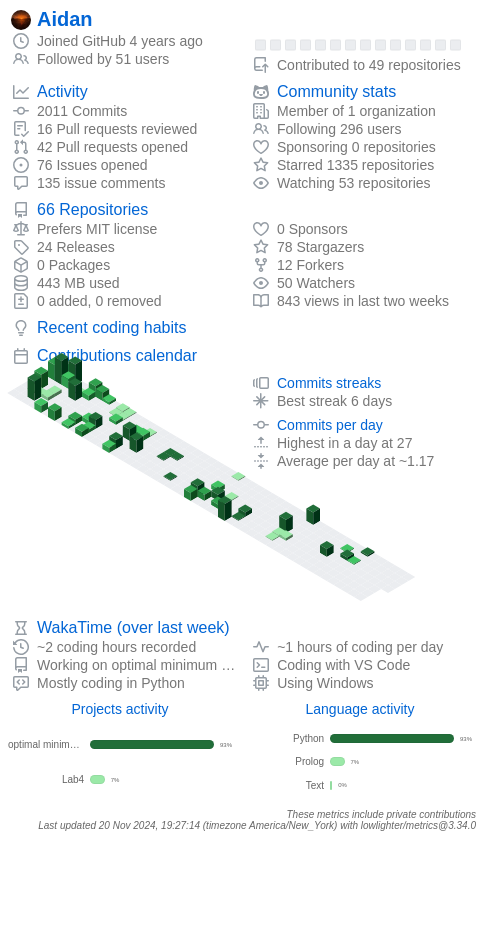 Aidan
Joined GitHub 4 years ago
Followed by 51 users
Contributed to 49 repositories
Activity
2011 Commits
16 Pull requests reviewed
42 Pull requests opened
76 Issues opened
135 issue comments
Community stats
Member of 1 organization
Following 296 users
Sponsoring 0 repositories
Starred 1335 repositories
Watching 53 repositories
66 Repositories
Prefers MIT license
24 Releases
0 Packages
443 MB used
0 added, 0 removed
0 Sponsors
78 Stargazers
12 Forkers
50 Watchers
843 views in last two weeks
Recent coding habits
Contributions calendar
Commits streaks
Best streak 6 days
Commits per day
Highest in a day at 27
Average per day at ~1.17
WakaTime (over last week)
~2 coding hours recorded
Working on optimal minimum …
Mostly coding in Python
~1 hours of coding per day
Coding with VS Code
Using Windows
Projects activity
optimal minim… 93%
Lab4 7%
Language activity
Python 93%
Prolog 7%
Text 0%
These metrics include private contributions
Last updated 20 Nov 2024, 19:27:14 (timezone America/New_York) with lowlighter/metrics@3.34.0